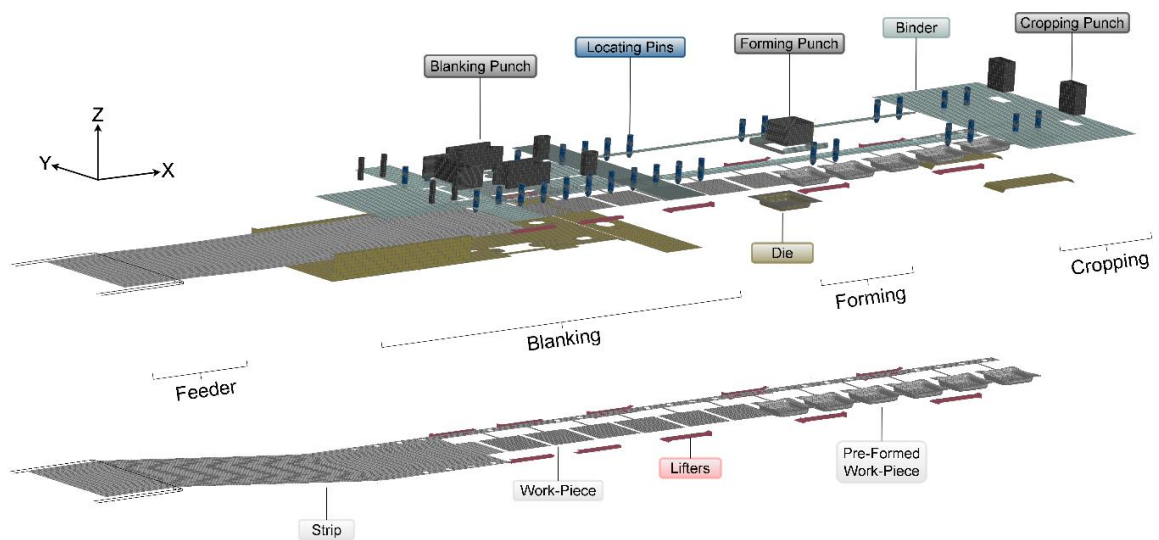 Cropping Punch
Binder
Forming Punch
Locating Pins
Blanking Punch
Z
Y
X
Die
Cropping
Forming
Blanking
Feeder
Pre-Formed
Work-Piece
Lifters
Work-Piece
Strip